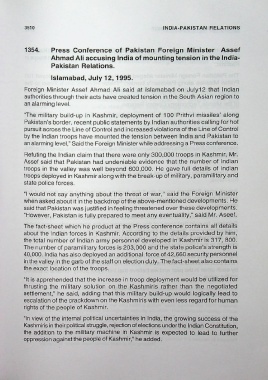 3510 INDIA-PAKISTAN RELATIONS
1354. Press Conference of Pakistan Foreign Minister Assef
Ahmad Ali accusing India of mounting tension in the India-
Pakistan Relations.
Islamabad, July 12, 1995.
Foreign Minister Assef Ahmad Ali said at Islamabad on July12 that Indian
authorities through their acts have created tension in the South Asian region to
an alarming level.
"The military build-up in Kashmir, deployment of 100 Prithvi missiles' along
Pakistan's border, recent public statements by Indian authorities calling for hot
pursuit across the Line of Control and increased violations of the Line of Control
by the Indian troops have mounted the tension between India and Pakistan to
an alarming level," Said the Foreign Minister while addressing a Press conference.
Refuting the Indian claim that there were only 300,000 troops in Kashmir, Mr.
Assef said that Pakistan had undeniable evidence that the number of Indian
troops in the valley was well beyond 600,000. He gave full details of Indian
troops deployed in Kashmir along with the break-up of military, paramilitary and
state police forces.
"I would not say anything about the threat of war," said the Foreign Minister
when asked about it in the backdrop of the above-mentioned developments. He
said that Pakistan was justified in feeling threatened over these developments.
"However, Pakistan is fully prepared to meet any eventuality," said Mr. Assef.
The fact-sheet which he product at the Press conference contains all details
about the Indian forces in Kashmir. According to the details provided by him,
the total number of Indian army personnel developed in Kashmir is 317, 800.
The number of paramilitary forces is 203,900 and the state police's strength is
40,000. India has also deployed an additional force of 42,660 security personnel
in the valley in the garb of the staff on election duty. The fact-sheet also contains
the exact location of the troops.
"It is apprehended that the increase in troop deployment would be utilized for
thrusting the military solution on the Kashmiris rather than the negotiated
settlement," he said, adding that this military build-up would logically lead to
escalation of the crackdown on the Kashmiris with even less regard for human
rights of the people of Kashmir.
"In view of the internal political uncertainties in India, the growing success of the
Kashmiris in their political struggle, rejection of elections under the Indian Constitution,
the addition to the military machine in Kashmir is expected to lead to further
oppression against the people of Kashmir," he added.